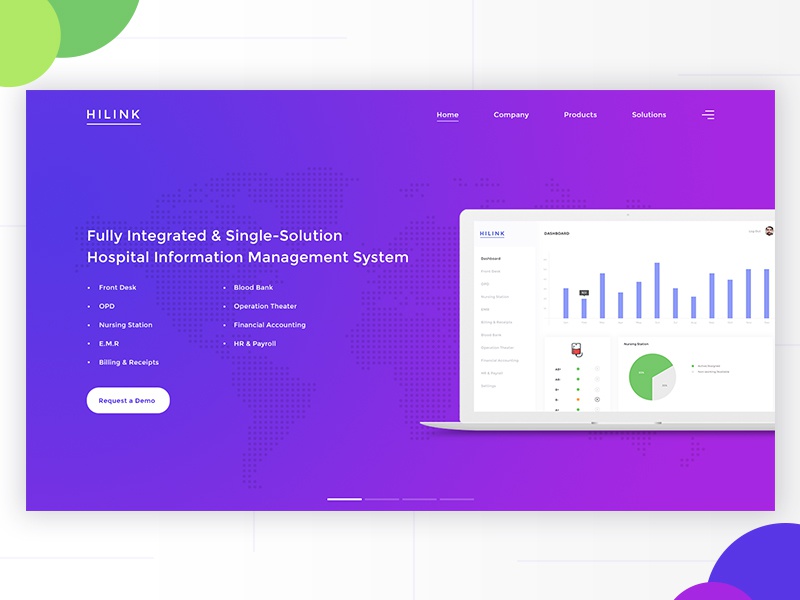 HILINK
Home
Company
Products
Solutions
Fully Integrated & Single-Solution
Hospital Information Management System
Front Desk
OPD
Nursing Station
E.M.R
Billing & Receipts
Blood Bank
Operation Theater
Financial Accounting
HR & Payroll
Request a Demo
HILINK
DASHBOARD
Dashboard
Front Desk
OPD
Nursing Station
EMR
Billing & Receipts
Blood Bank
Operation Theater
Financial Accounting
HR & Payroll
Settings
Nursing Station